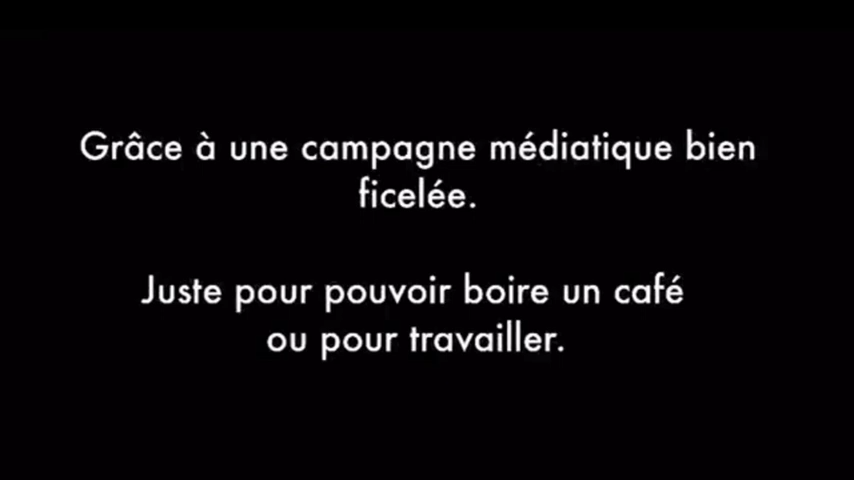 Grâce à une campagne médiatique bien
ficelée.
Juste pour pouvoir boire un café
ou pour travailler.